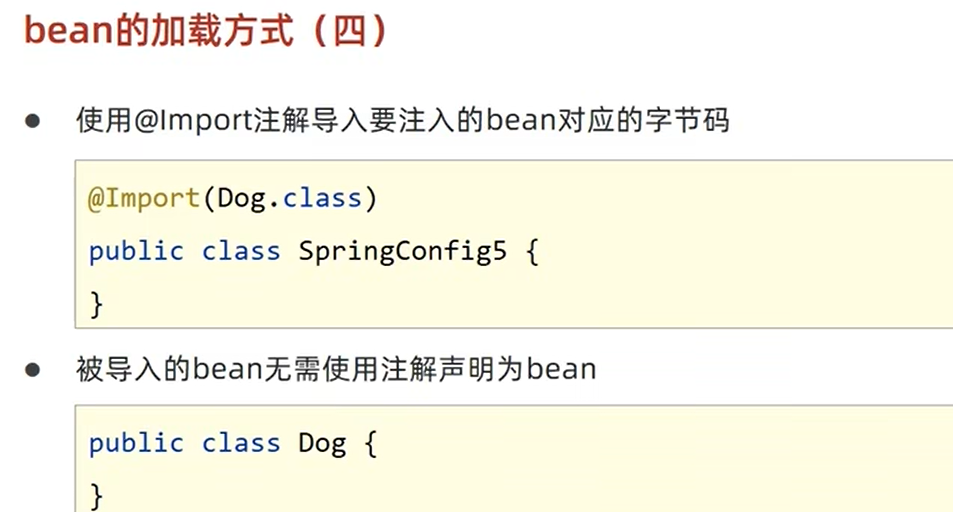 bean的加载方式（四）
使用@Import注解导入要注入的bean对应的字节码
@Import(Dog.class)
public class SpringConfig5 {
}
被导入的bean无需使用注解声明为bean
public class Dog {
}